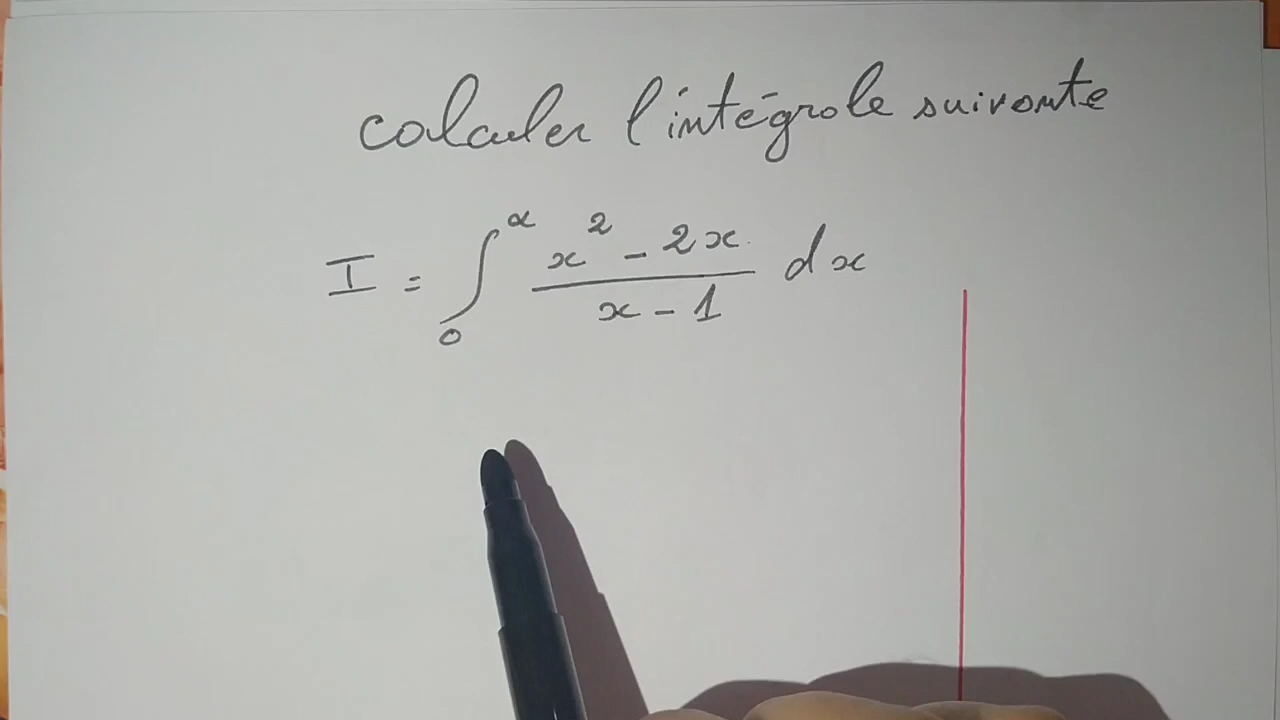 calculer l'intégrale suivante
I = ∫₀^α (x² - 2x)/(x - 1) dx